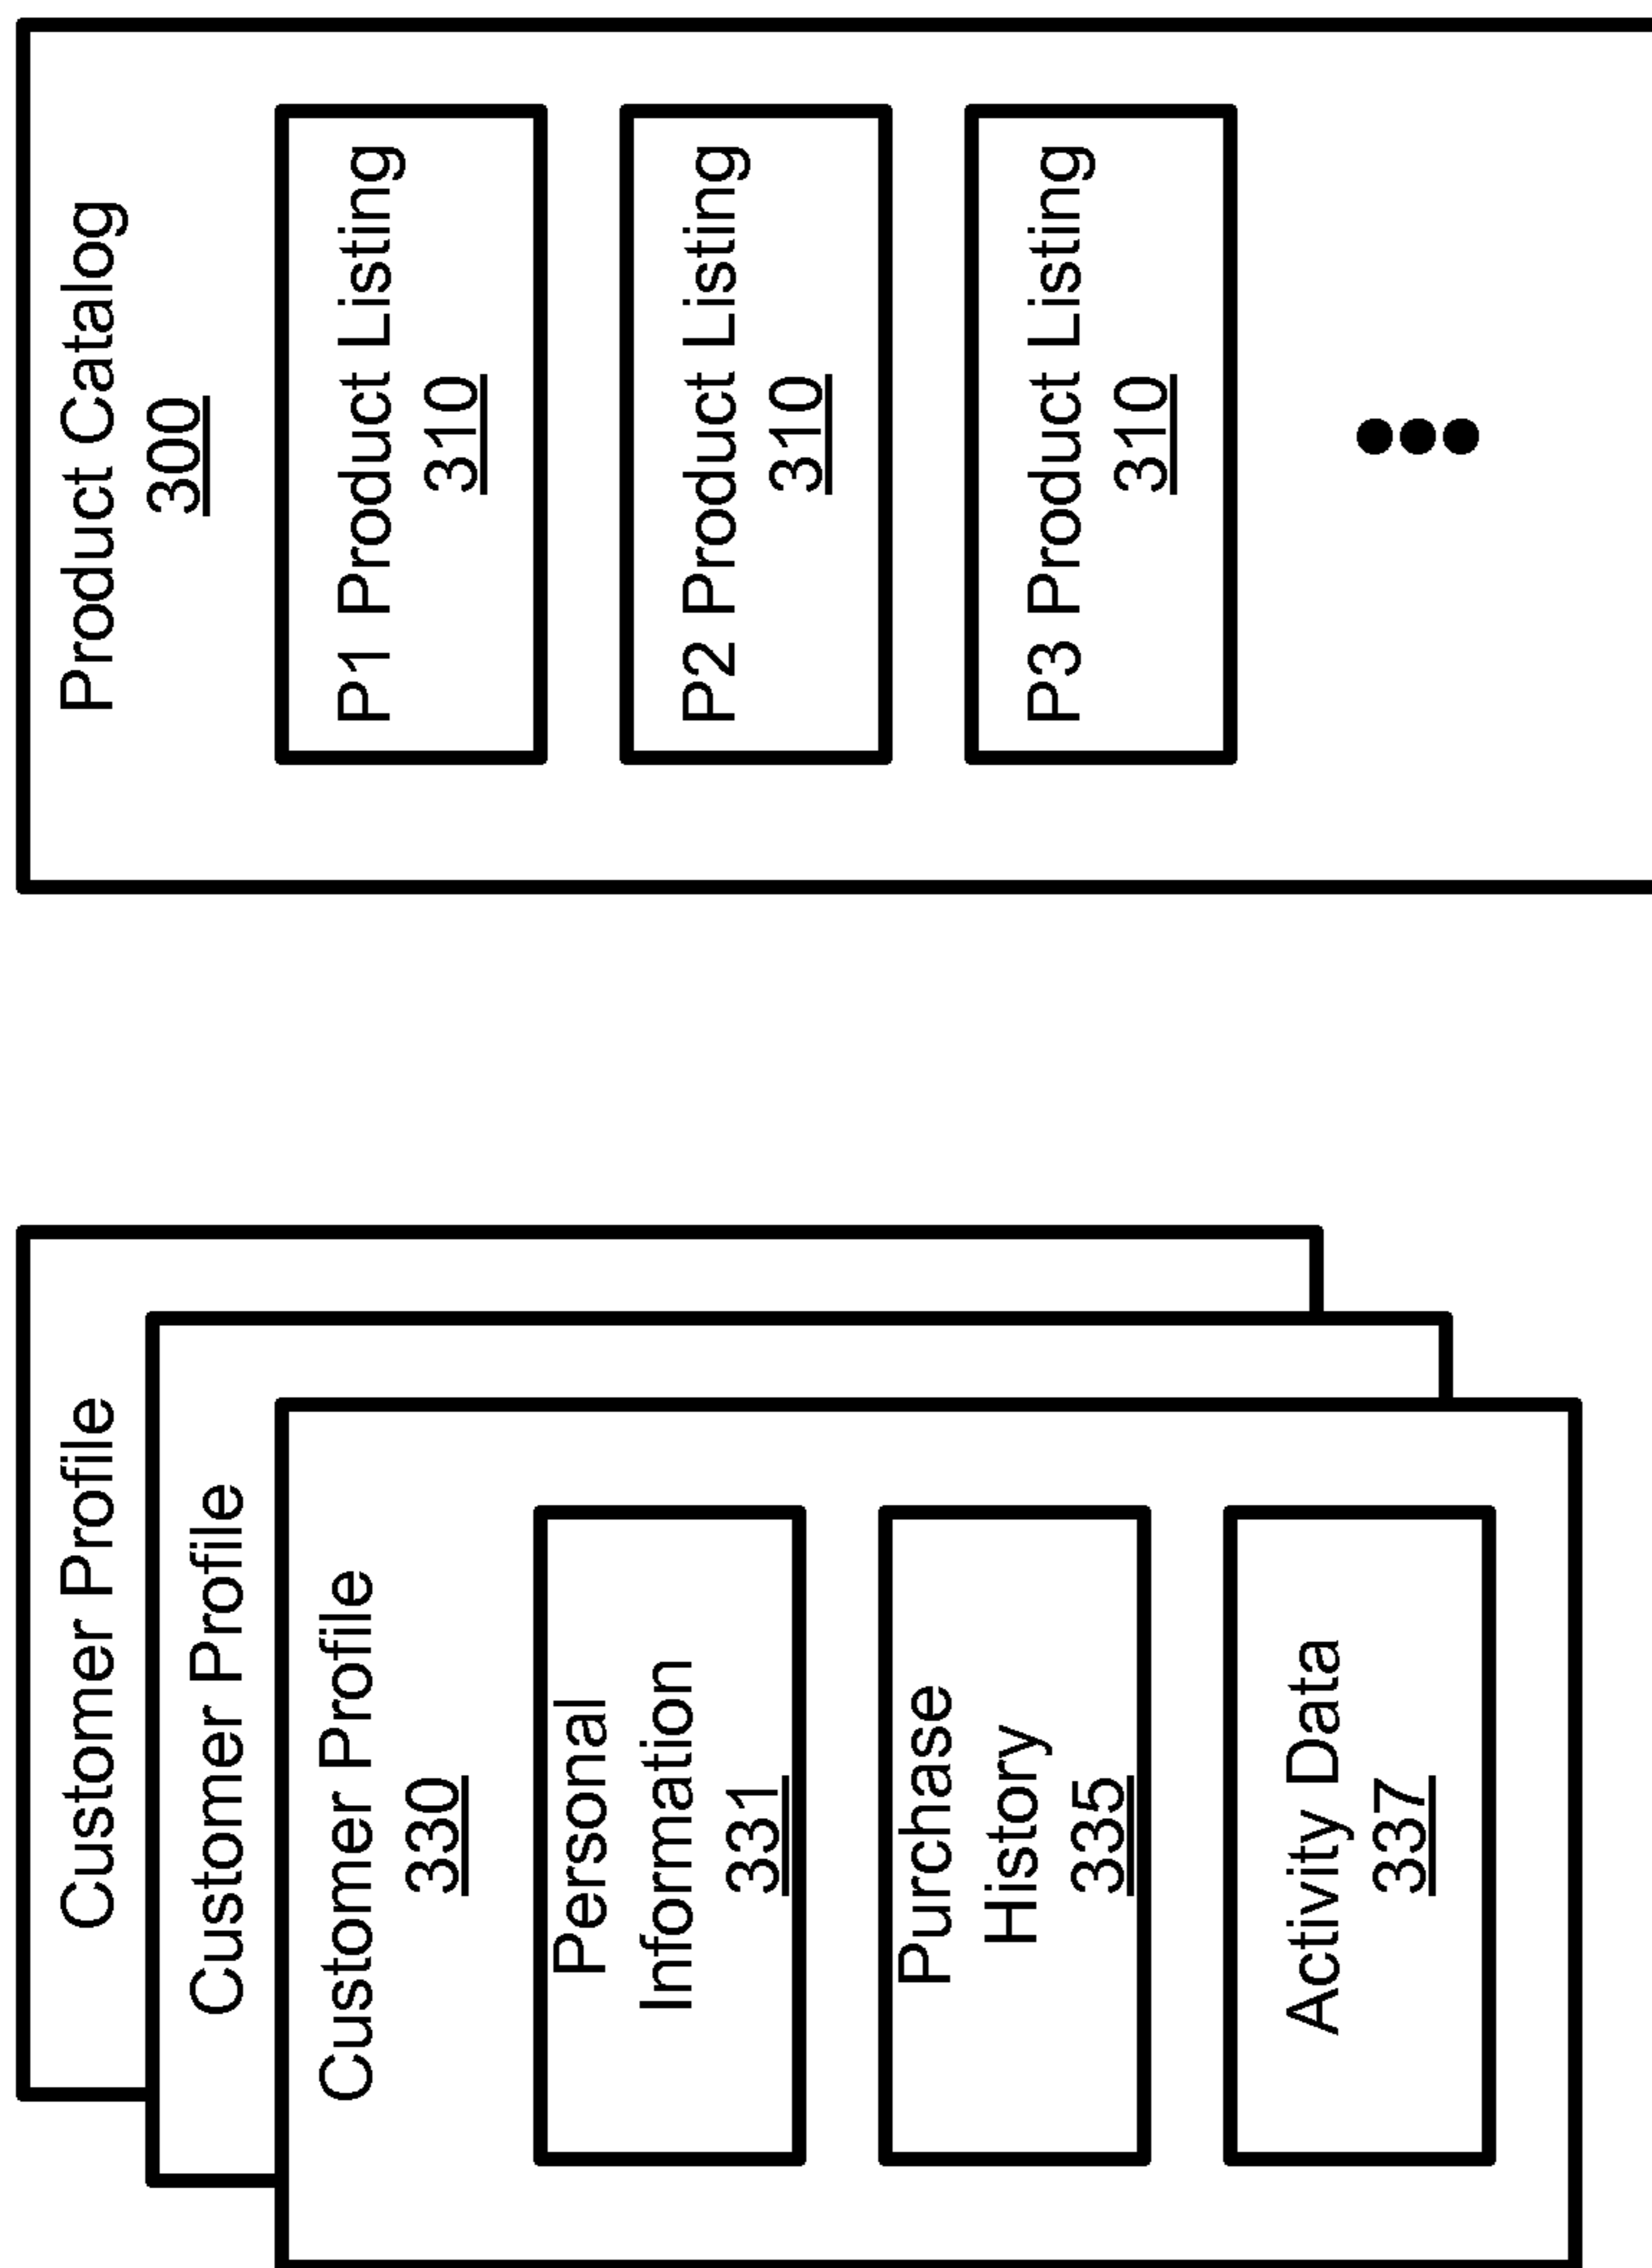 Customer Profile
Customer Profile
Customer Profile
330
Personal
Information
331
Purchase
History
335
Activity Data
337
Product Catalog
300
P1 Product Listing
310
P2 Product Listing
310
P3 Product Listing
310